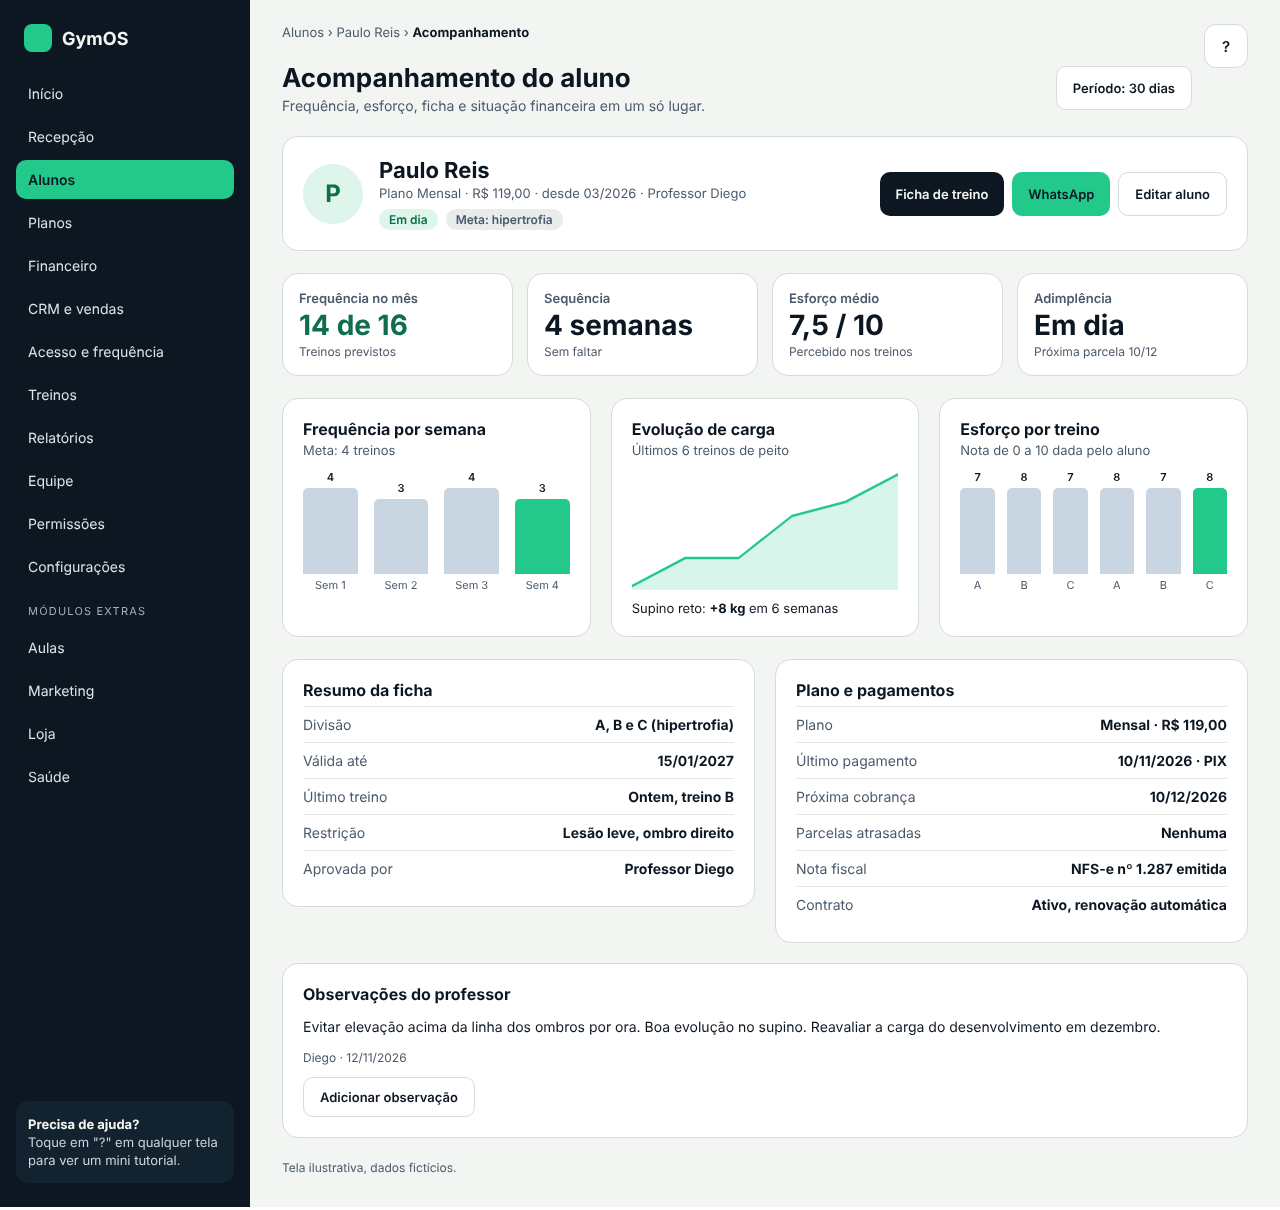 GymOS
Início
Recepção
Alunos
Planos
Financeiro
CRM e vendas
Acesso e frequência
Treinos
Relatórios
Equipe
Permissões
Configurações
MÓDULOS EXTRAS
Aulas
Marketing
Loja
Saúde
Precisa de ajuda?
Toque em "?" em qualquer tela
para ver um mini tutorial.
Alunos › Paulo Reis › Acompanhamento
?
Acompanhamento do aluno
Frequência, esforço, ficha e situação financeira em um só lugar.
Período: 30 dias
P
Paulo Reis
Plano Mensal · R$ 119,00 · desde 03/2026 · Professor Diego
Em dia
Meta: hipertrofia
Ficha de treino
WhatsApp
Editar aluno
Frequência no mês
14 de 16
Treinos previstos
Sequência
4 semanas
Sem faltar
Esforço médio
7,5 / 10
Percebido nos treinos
Adimplência
Em dia
Próxima parcela 10/12
Frequência por semana
Meta: 4 treinos
4 3 4 3
Sem 1 Sem 2 Sem 3 Sem 4
Evolução de carga
Últimos 6 treinos de peito
Supino reto: +8 kg em 6 semanas
Esforço por treino
Nota de 0 a 10 dada pelo aluno
7 8 7 8 7 8
A B C A B C
Resumo da ficha
Divisão A, B e C (hipertrofia)
Válida até 15/01/2027
Último treino Ontem, treino B
Restrição Lesão leve, ombro direito
Aprovada por Professor Diego
Plano e pagamentos
Plano Mensal · R$ 119,00
Último pagamento 10/11/2026 · PIX
Próxima cobrança 10/12/2026
Parcelas atrasadas Nenhuma
Nota fiscal NFS-e nº 1.287 emitida
Contrato Ativo, renovação automática
Observações do professor
Evitar elevação acima da linha dos ombros por ora. Boa evolução no supino. Reavaliar a carga do desenvolvimento em dezembro.
Diego · 12/11/2026
Adicionar observação
Tela ilustrativa, dados fictícios.